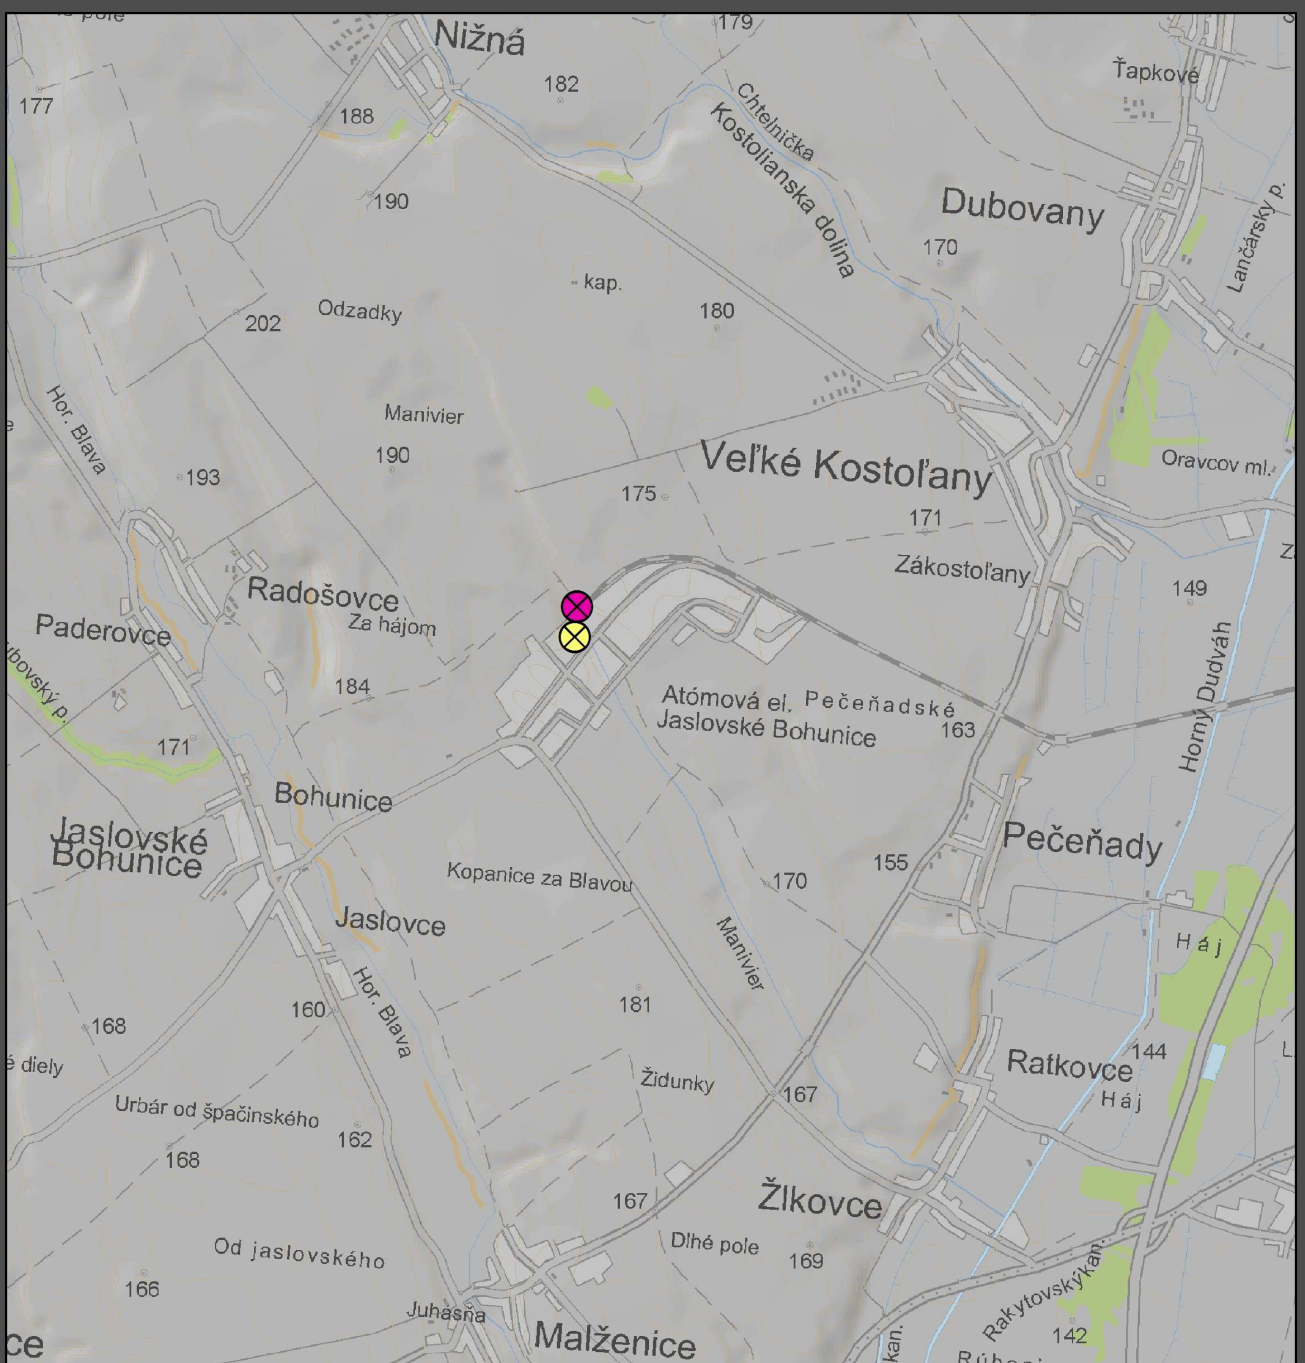 Nižná
179
Ťapkové
182
177
188
Chtelnička
Kostolianska dolina
190
Dubovany
Lančársky p.
170
kap.
Odzadky
180
202
Hor. Blava
Manivier
190
Veľké Kostoľany
Oravcov ml.
193
175
171
Zákostoľany
149
Radošovce
Za hájom
Paderovce
Horný Dudváh
184
Atómová el.
Jaslovské Bohunice
Pečeňadské
163
171
Bohunice
Jaslovské
Bohunice
Pečeňady
155
Kopanice za Blavou
170
Jaslovce
Manivier
Háj
Hor. Blava
181
160
168
é diely
144
Ratkovce
Židunky
167
Háj
Urbár od špačinského
162
168
167
Žlkovce
Dlhé pole
169
Od jaslovského
166
Rakytovský kan.
Juhásňa
Malženice
142
kan.
ce